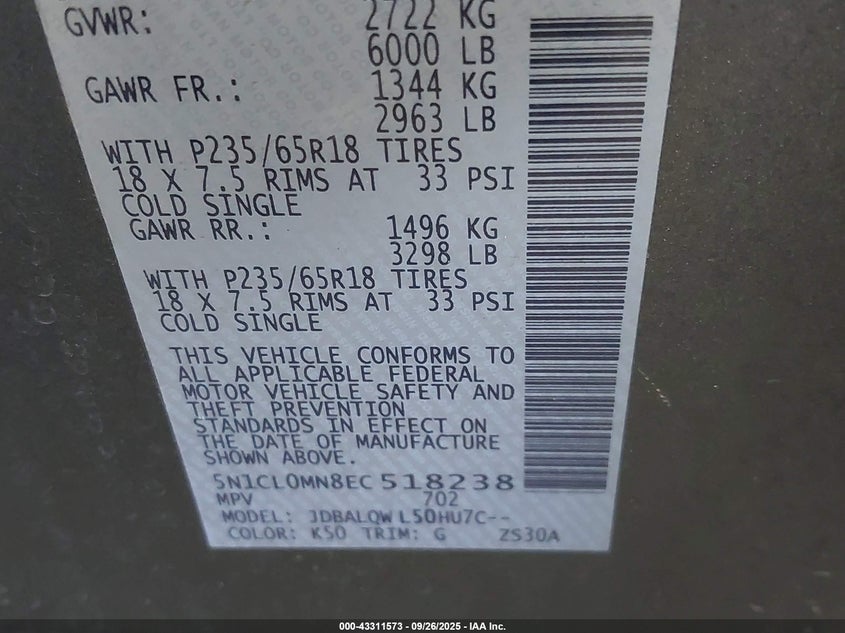 GVWR: 2722 KG
6000 LB
GAWR FR.: 1344 KG
2963 LB
WITH P235/65R18 TIRES
18 X 7.5 RIMS AT 33 PSI
COLD SINGLE
GAWR RR.: 1496 KG
3298 LB
WITH P235/65R18 TIRES
18 X 7.5 RIMS AT 33 PSI
COLD SINGLE
THIS VEHICLE CONFORMS TO
ALL APPLICABLE FEDERAL
MOTOR VEHICLE SAFETY AND
THEFT PREVENTION
STANDARDS IN EFFECT ON
THE DATE OF MANUFACTURE
SHOWN ABOVE.
5N1CL0MN8EC518238
MPV 702
MODEL: JDBALQWL50HU7C--
COLOR: K50 TRIM: G ZS30A
000-43311573 - 09/26/2025 - IAA Inc.